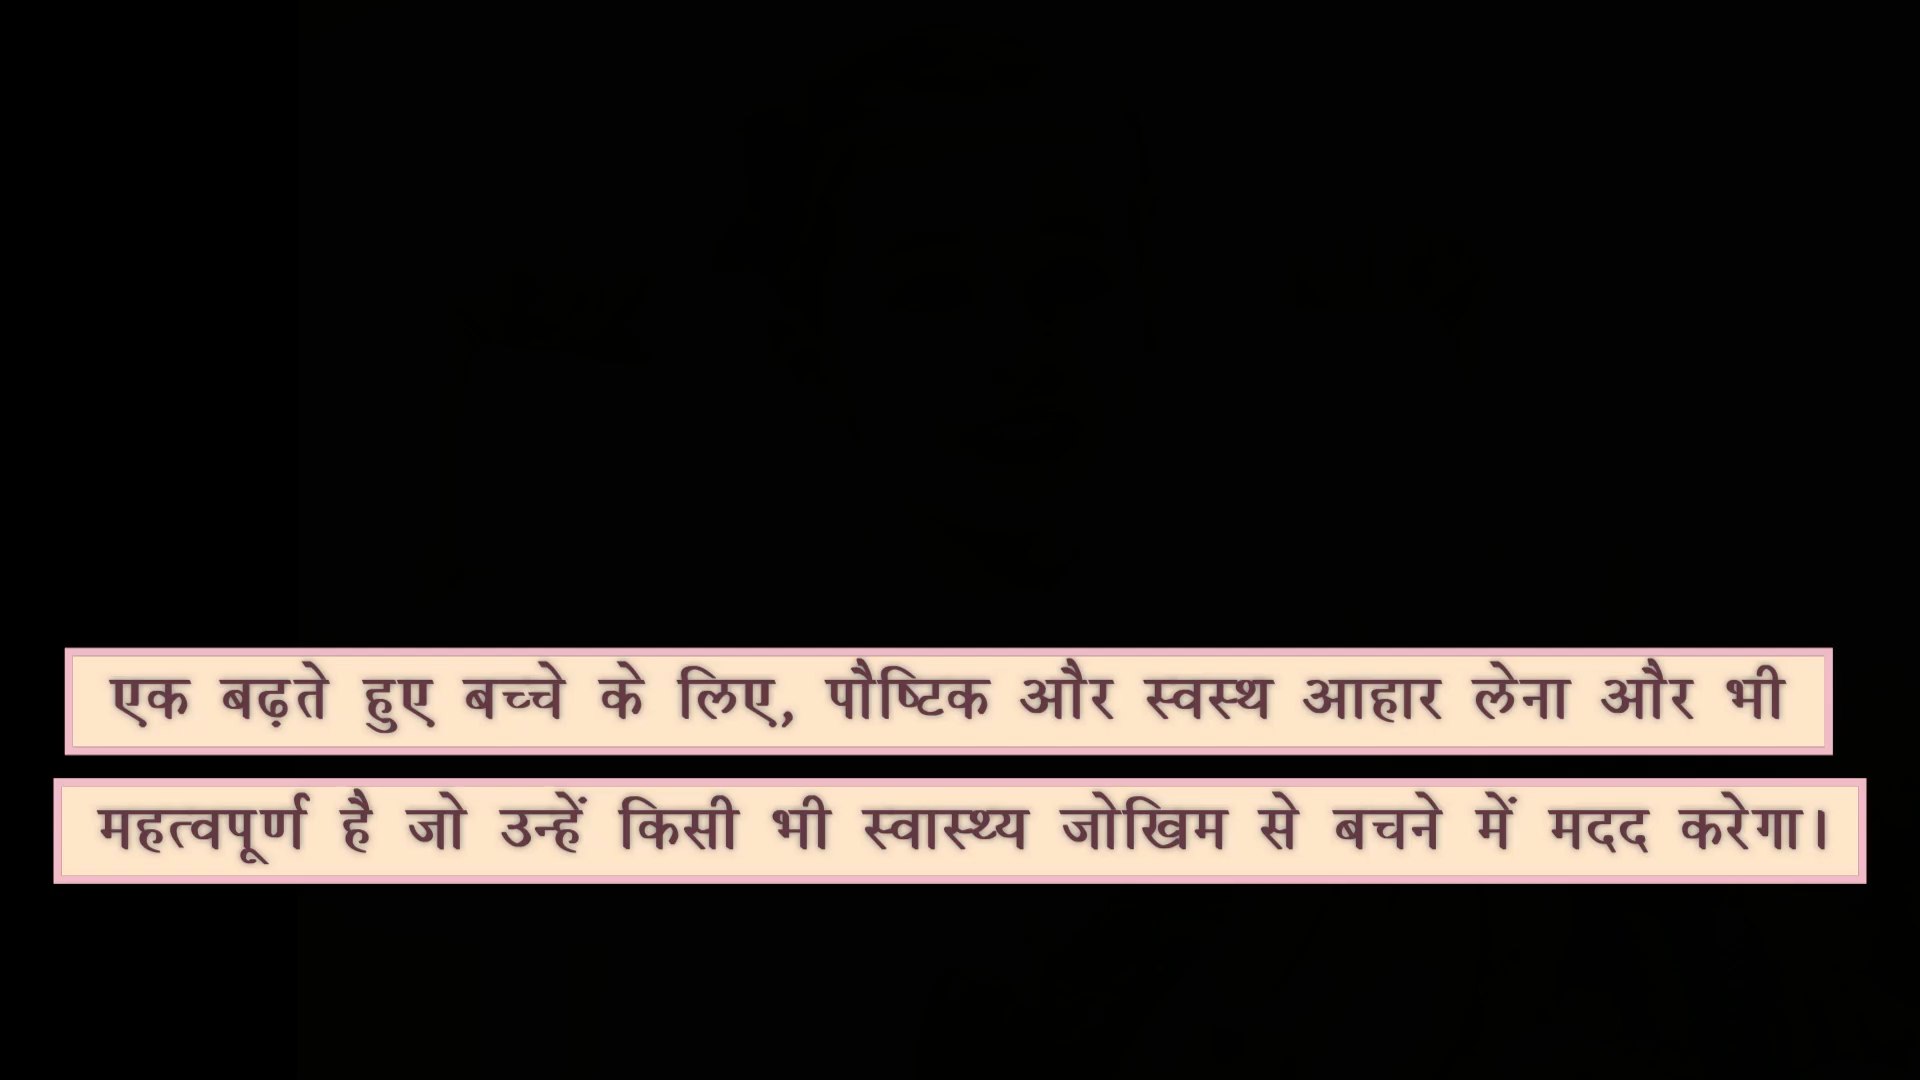 एक बढ़ते हुए बच्चे के लिए, पौष्टिक और स्वस्थ आहार लेना और भी
महत्वपूर्ण है जो उन्हें किसी भी स्वास्थ्य जोखिम से बचने में मदद करेगा।